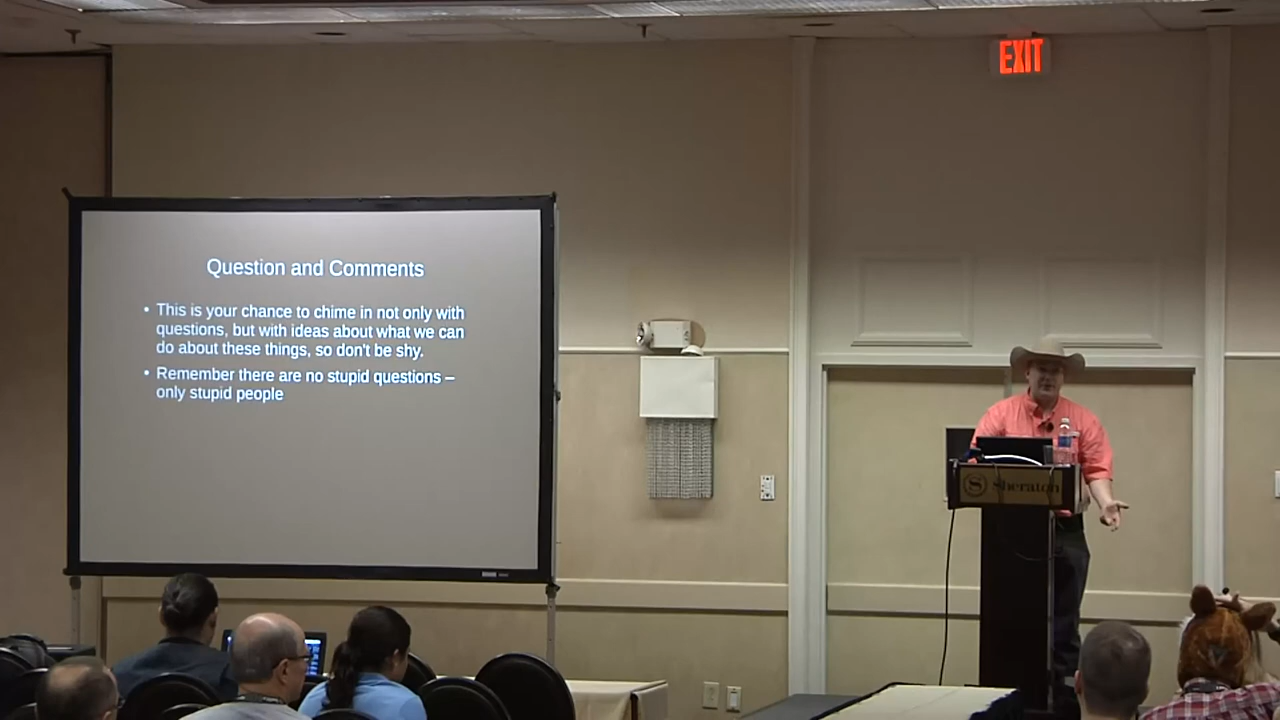 EXIT
Question and Comments
• This is your chance to chime in not only with
questions, but with ideas about what we can
do about these things, so don't be shy.
• Remember there are no stupid questions –
only stupid people
Sheraton